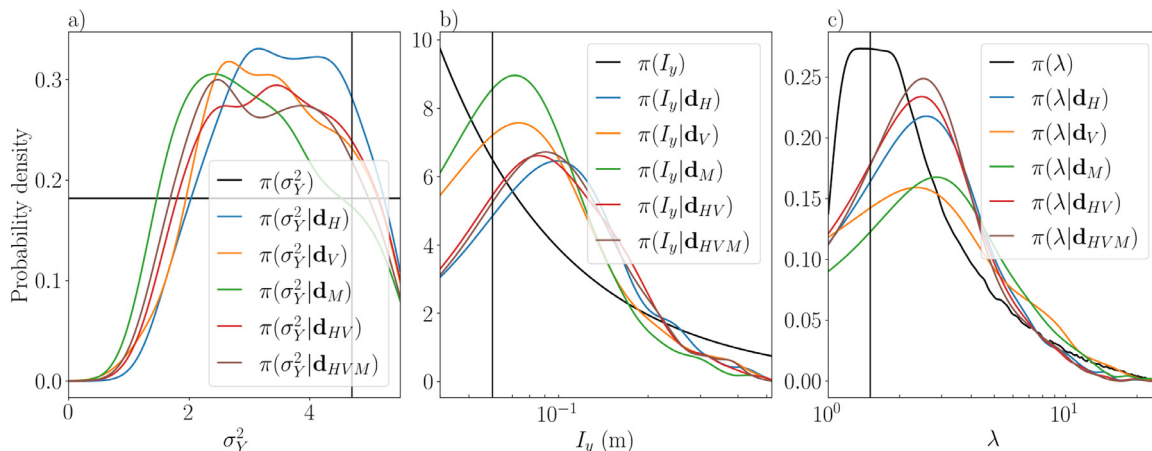 a)
Probability density
0.3
0.2
0.1
0.0
0
2
4
σ²_Y
π(σ²_Y)
π(σ²_Y|d_H)
π(σ²_Y|d_V)
π(σ²_Y|d_M)
π(σ²_Y|d_HV)
π(σ²_Y|d_HVM)
b)
10
8
6
4
2
0
10⁻¹
I_y (m)
π(I_y)
π(I_y|d_H)
π(I_y|d_V)
π(I_y|d_M)
π(I_y|d_HV)
π(I_y|d_HVM)
c)
0.25
0.20
0.15
0.10
0.05
0.00
10⁰
10¹
λ
π(λ)
π(λ|d_H)
π(λ|d_V)
π(λ|d_M)
π(λ|d_HV)
π(λ|d_HVM)